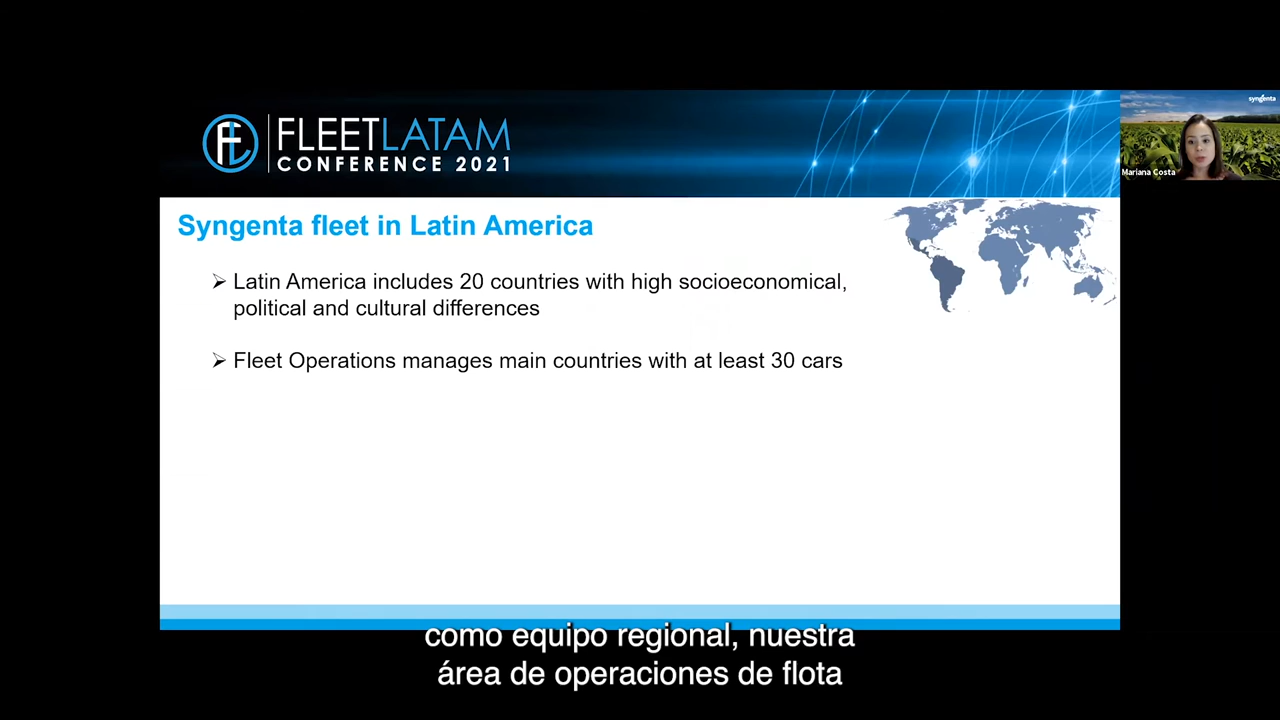 FLEETLATAM
CONFERENCE 2021
syngenta
Mariana Costa
Syngenta fleet in Latin America
➢ Latin America includes 20 countries with high socioeconomical,
political and cultural differences
➢ Fleet Operations manages main countries with at least 30 cars
como equipo regional, nuestra
área de operaciones de flota